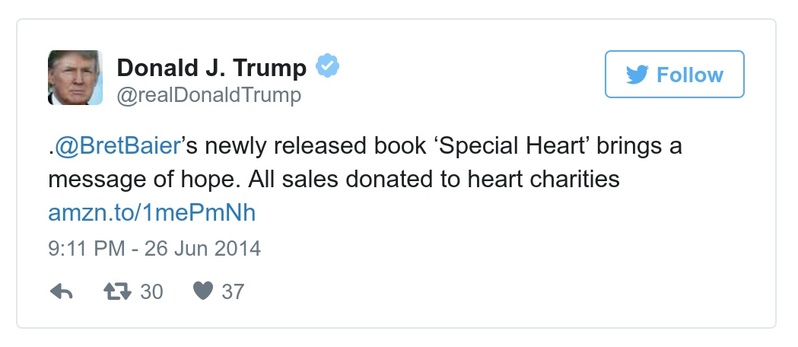 Donald J. Trump
@realDonaldTrump
Follow
.@BretBaier’s newly released book ‘Special Heart’ brings a
message of hope. All sales donated to heart charities
amzn.to/1mePmNh
9:11 PM - 26 Jun 2014
30 37